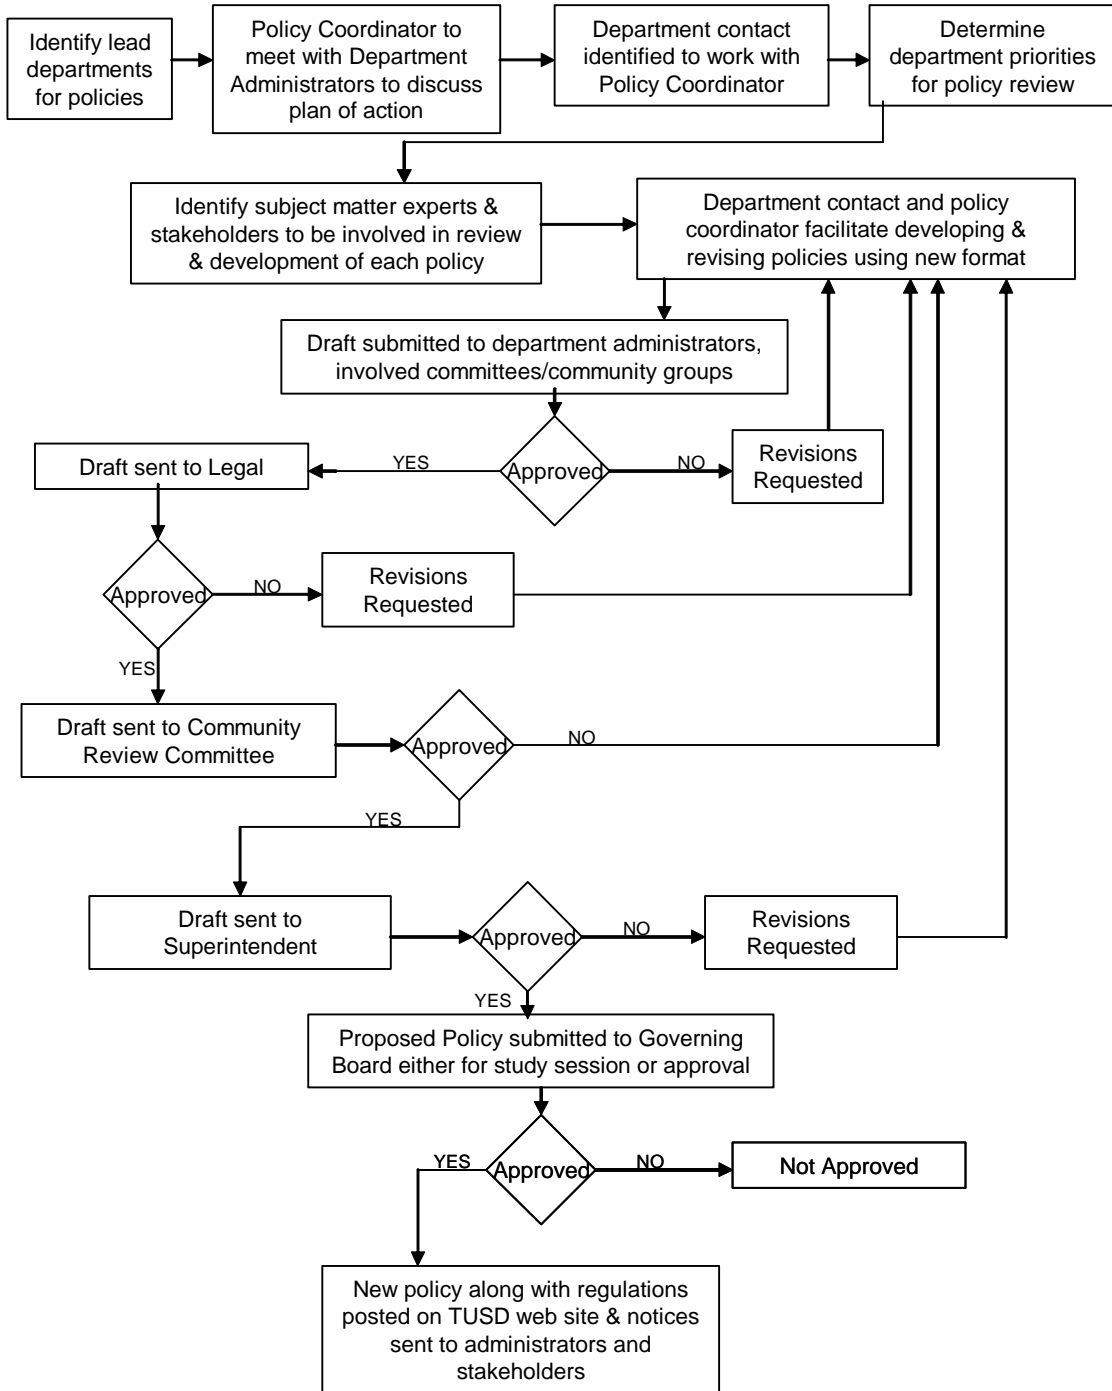 Identify lead
departments
for policies
Policy Coordinator to
meet with Department
Administrators to discuss
plan of action
Department contact
identified to work with
Policy Coordinator
Determine
department priorities
for policy review
Identify subject matter experts &
stakeholders to be involved in review
& development of each policy
Department contact and policy
coordinator facilitate developing &
revising policies using new format
Draft submitted to department administrators,
involved committees/community groups
Draft sent to Legal
YES
Approved
NO
Revisions
Requested
Approved
NO
Revisions
Requested
YES
Draft sent to Community
Review Committee
Approved
NO
YES
Draft sent to
Superintendent
Approved
NO
Revisions
Requested
YES
Proposed Policy submitted to Governing
Board either for study session or approval
YES
Approved
NO
Not Approved
New policy along with regulations
posted on TUSD web site & notices
sent to administrators and
stakeholders